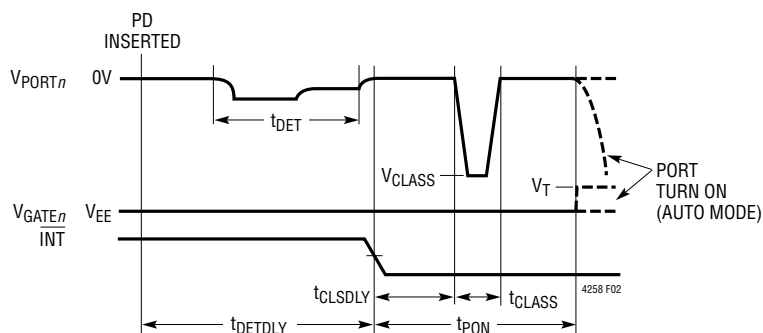 PD
INSERTED
VPORTn 0V
tDET
VCLASS
VT
PORT
TURN ON
(AUTO MODE)
VGATEn VEE
INT
tCLSDLY
tCLASS
4258 F02
tDETDLY
tPON